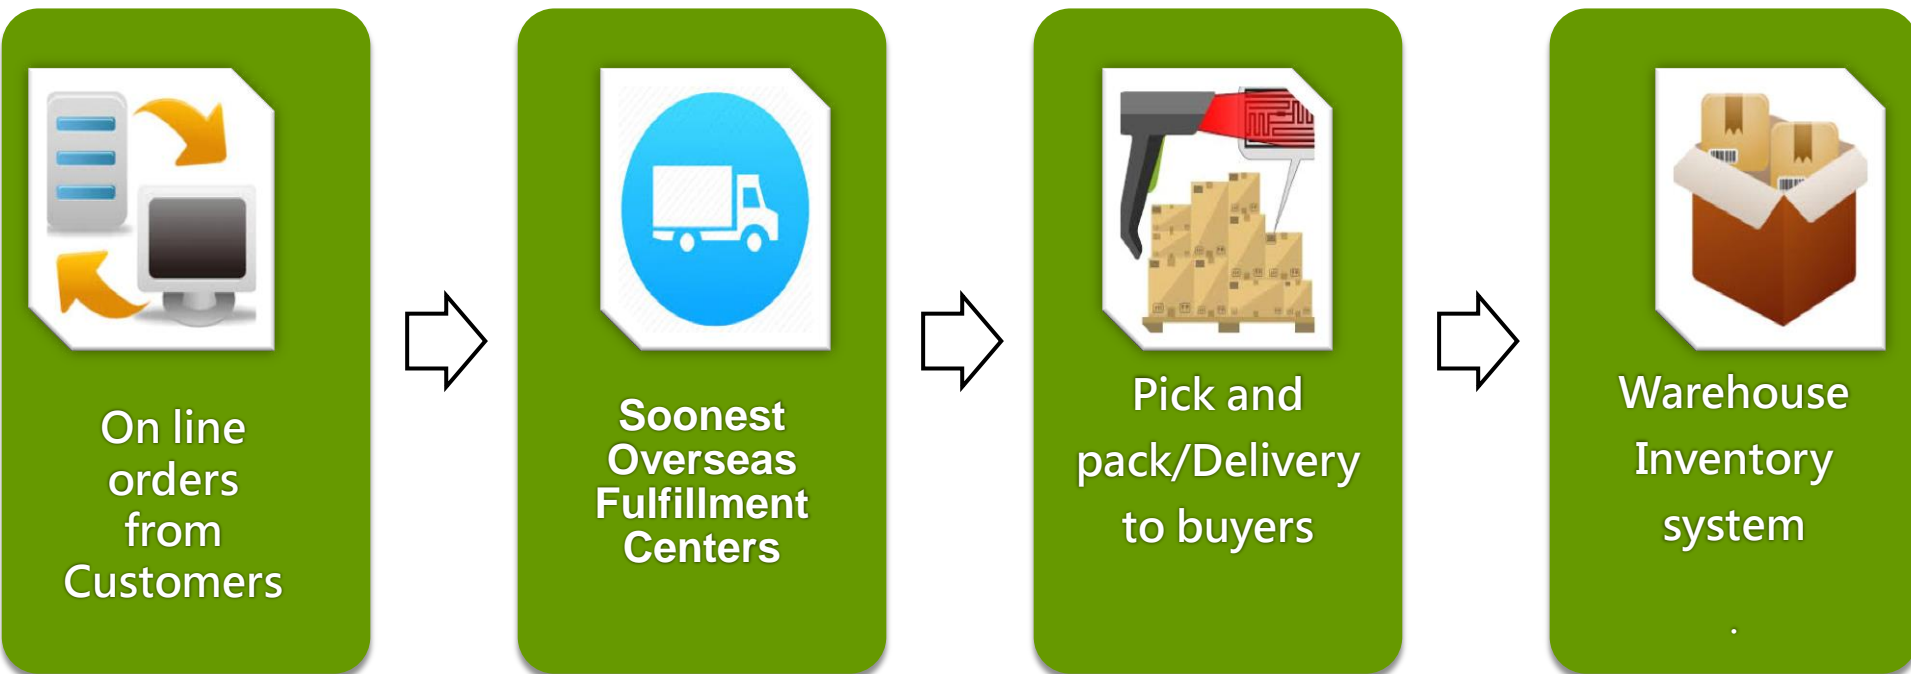 On line
orders
from
Customers
Soonest
Overseas
Fulfillment
Centers
Pick and
pack/Delivery
to buyers
Warehouse
Inventory
system
.